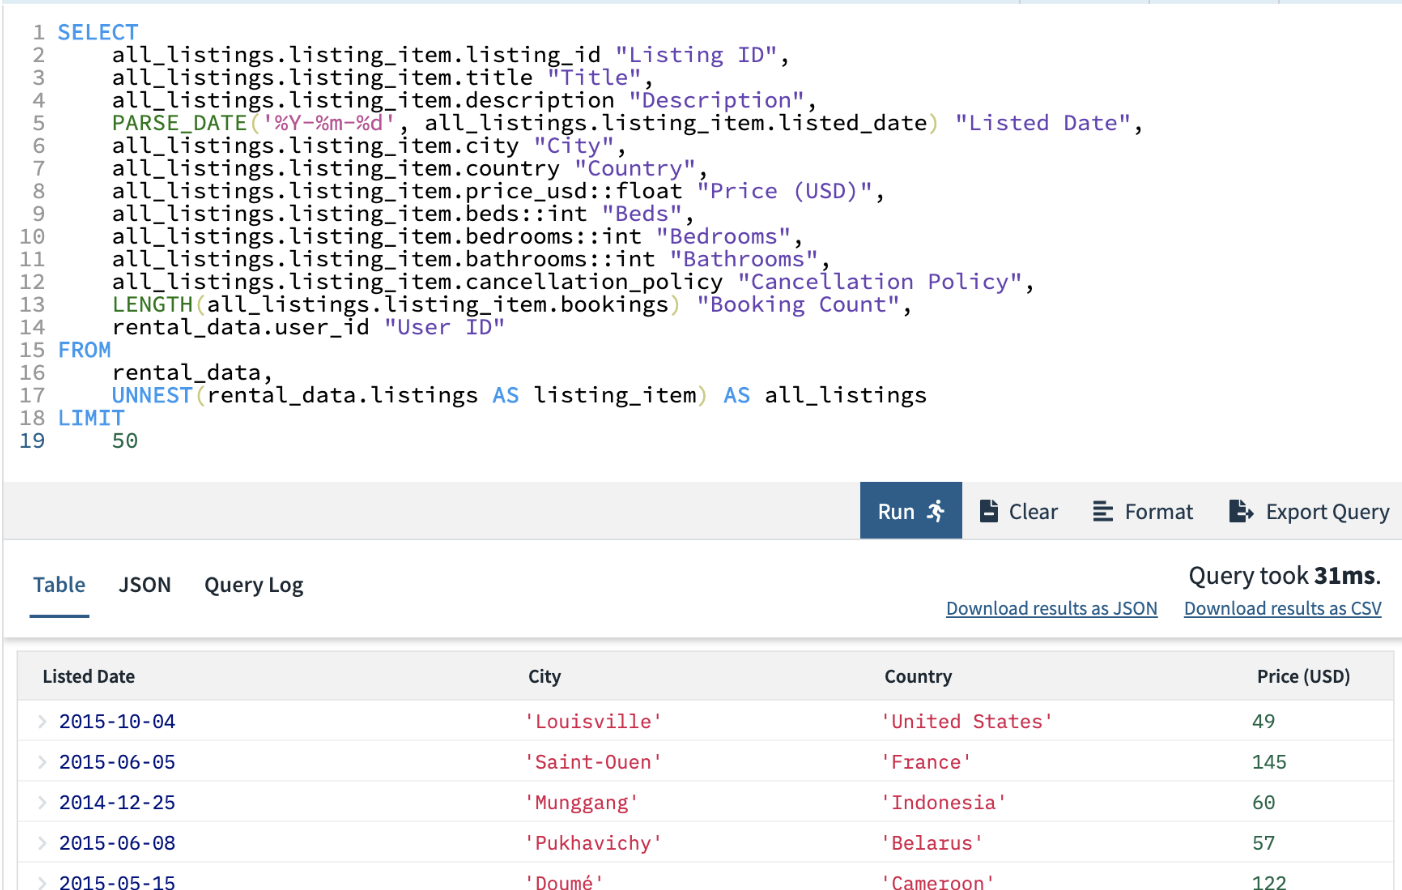 1 SELECT
2 all_listings.listing_item.listing_id "Listing ID",
3 all_listings.listing_item.title "Title",
4 all_listings.listing_item.description "Description",
5 PARSE_DATE('%Y-%m-%d', all_listings.listing_item.listed_date) "Listed Date",
6 all_listings.listing_item.city "City",
7 all_listings.listing_item.country "Country",
8 all_listings.listing_item.price_usd::float "Price (USD)",
9 all_listings.listing_item.beds::int "Beds",
10 all_listings.listing_item.bedrooms::int "Bedrooms",
11 all_listings.listing_item.bathrooms::int "Bathrooms",
12 all_listings.listing_item.cancellation_policy "Cancellation Policy",
13 LENGTH(all_listings.listing_item.bookings) "Booking Count",
14 rental_data.user_id "User ID"
15 FROM
16 rental_data,
17 UNNEST(rental_data.listings AS listing_item) AS all_listings
18 LIMIT
19 50
Run Clear Format Export Query
Table JSON Query Log
Query took 31ms.
Download results as JSON Download results as CSV
Listed Date City Country Price (USD)
2015-10-04 'Louisville' 'United States' 49
2015-06-05 'Saint-Ouen' 'France' 145
2014-12-25 'Munggang' 'Indonesia' 60
2015-06-08 'Pukhavichy' 'Belarus' 57
2015-05-15 'Doumé' 'Cameroon' 122